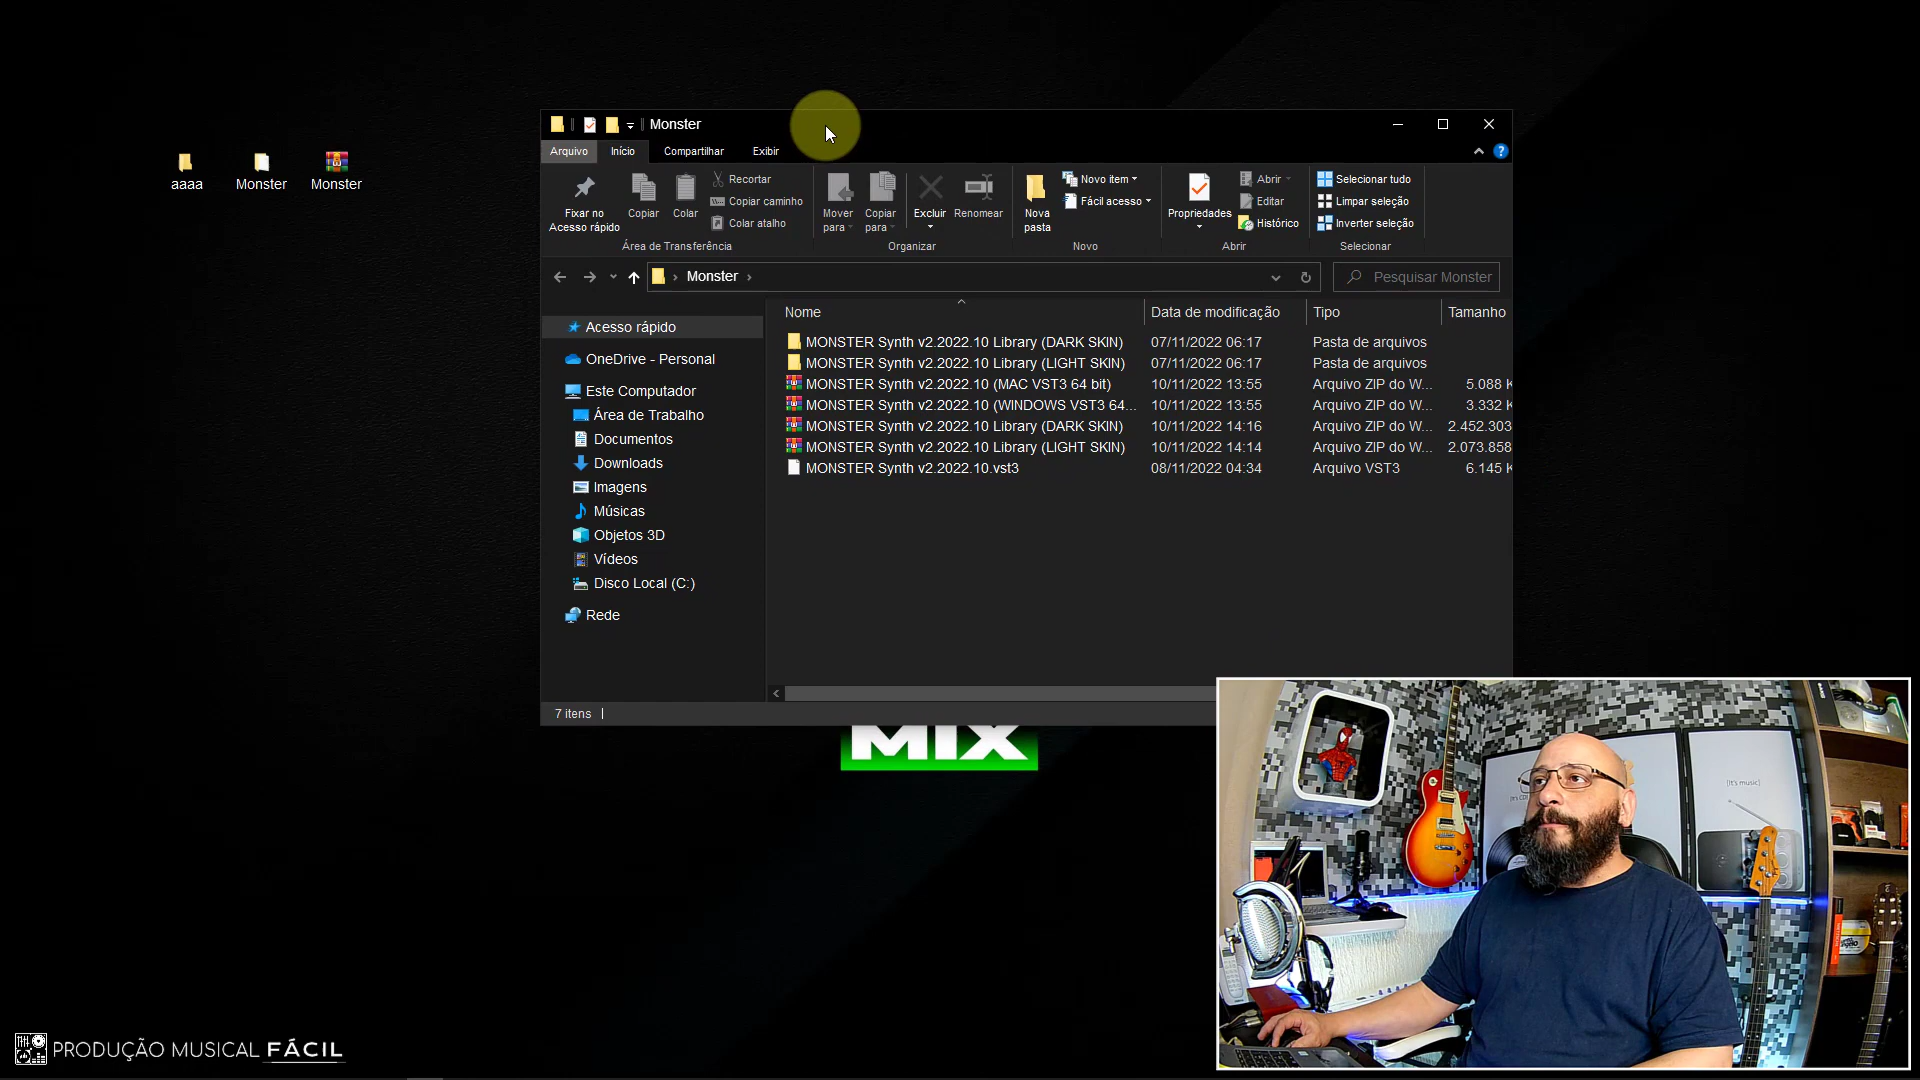 aaaa
Monster
Monster
Monster
Arquivo
Início
Compartilhar
Exibir
Fixar no
Acesso rápido
Copiar
Colar
Recortar
Copiar caminho
Colar atalho
Área de Transferência
Mover
para
Copiar
para
Excluir
Renomear
Organizar
Nova
pasta
Novo item
Fácil acesso
Novo
Propriedades
Abrir
Editar
Histórico
Abrir
Selecionar tudo
Limpar seleção
Inverter seleção
Selecionar
Monster
Pesquisar Monster
Nome
Data de modificação
Tipo
Tamanho
MONSTER Synth v2.2022.10 Library (DARK SKIN) 07/11/2022 06:17 Pasta de arquivos
MONSTER Synth v2.2022.10 Library (LIGHT SKIN) 07/11/2022 06:17 Pasta de arquivos
MONSTER Synth v2.2022.10 (MAC VST3 64 bit) 10/11/2022 13:55 Arquivo ZIP do W... 5.088 K
MONSTER Synth v2.2022.10 (WINDOWS VST3 64... 10/11/2022 13:55 Arquivo ZIP do W... 3.332 K
MONSTER Synth v2.2022.10 Library (DARK SKIN) 10/11/2022 14:16 Arquivo ZIP do W... 2.452.303
MONSTER Synth v2.2022.10 Library (LIGHT SKIN) 10/11/2022 14:14 Arquivo ZIP do W... 2.073.858
MONSTER Synth v2.2022.10.vst3 08/11/2022 04:34 Arquivo VST3 6.145 K
Acesso rápido
OneDrive - Personal
Este Computador
Área de Trabalho
Documentos
Downloads
Imagens
Músicas
Objetos 3D
Vídeos
Disco Local (C:)
Rede
7 itens
MIX
[It's music]
PRODUÇÃO MUSICAL FÁCIL